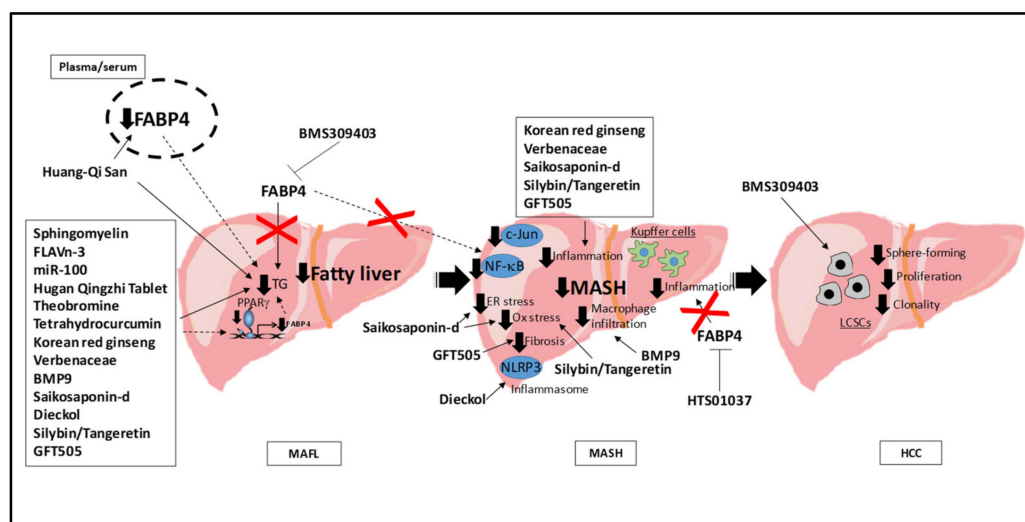 Plasma/serum
FABP4
Huang-Qi San
BMS309403
FABP4
Sphingomyelin
FLAVn-3
miR-100
Hugan Qingzhi Tablet
Theobromine
Tetrahydrocurcumin
Korean red ginseng
Verbenaceae
BMP9
Saikosaponin-d
Dieckol
Silybin/Tangeretin
GFT505
TG
Fatty liver
PPARγ
FABP4
MAFL
Korean red ginseng
Verbenaceae
Saikosaponin-d
Silybin/Tangeretin
GFT505
c-Jun
NF-κB
Inflammation
Kupffer cells
MASH
Inflammation
ER stress
Saikosaponin-d
Ox stress
Macrophage
infiltration
GFT505
Fibrosis
FABP4
BMP9
Silybin/Tangeretin
NLRP3
Inflammasome
Dieckol
HTS01037
MASH
BMS309403
Sphere-forming
Proliferation
Clonality
LCSCs
HCC